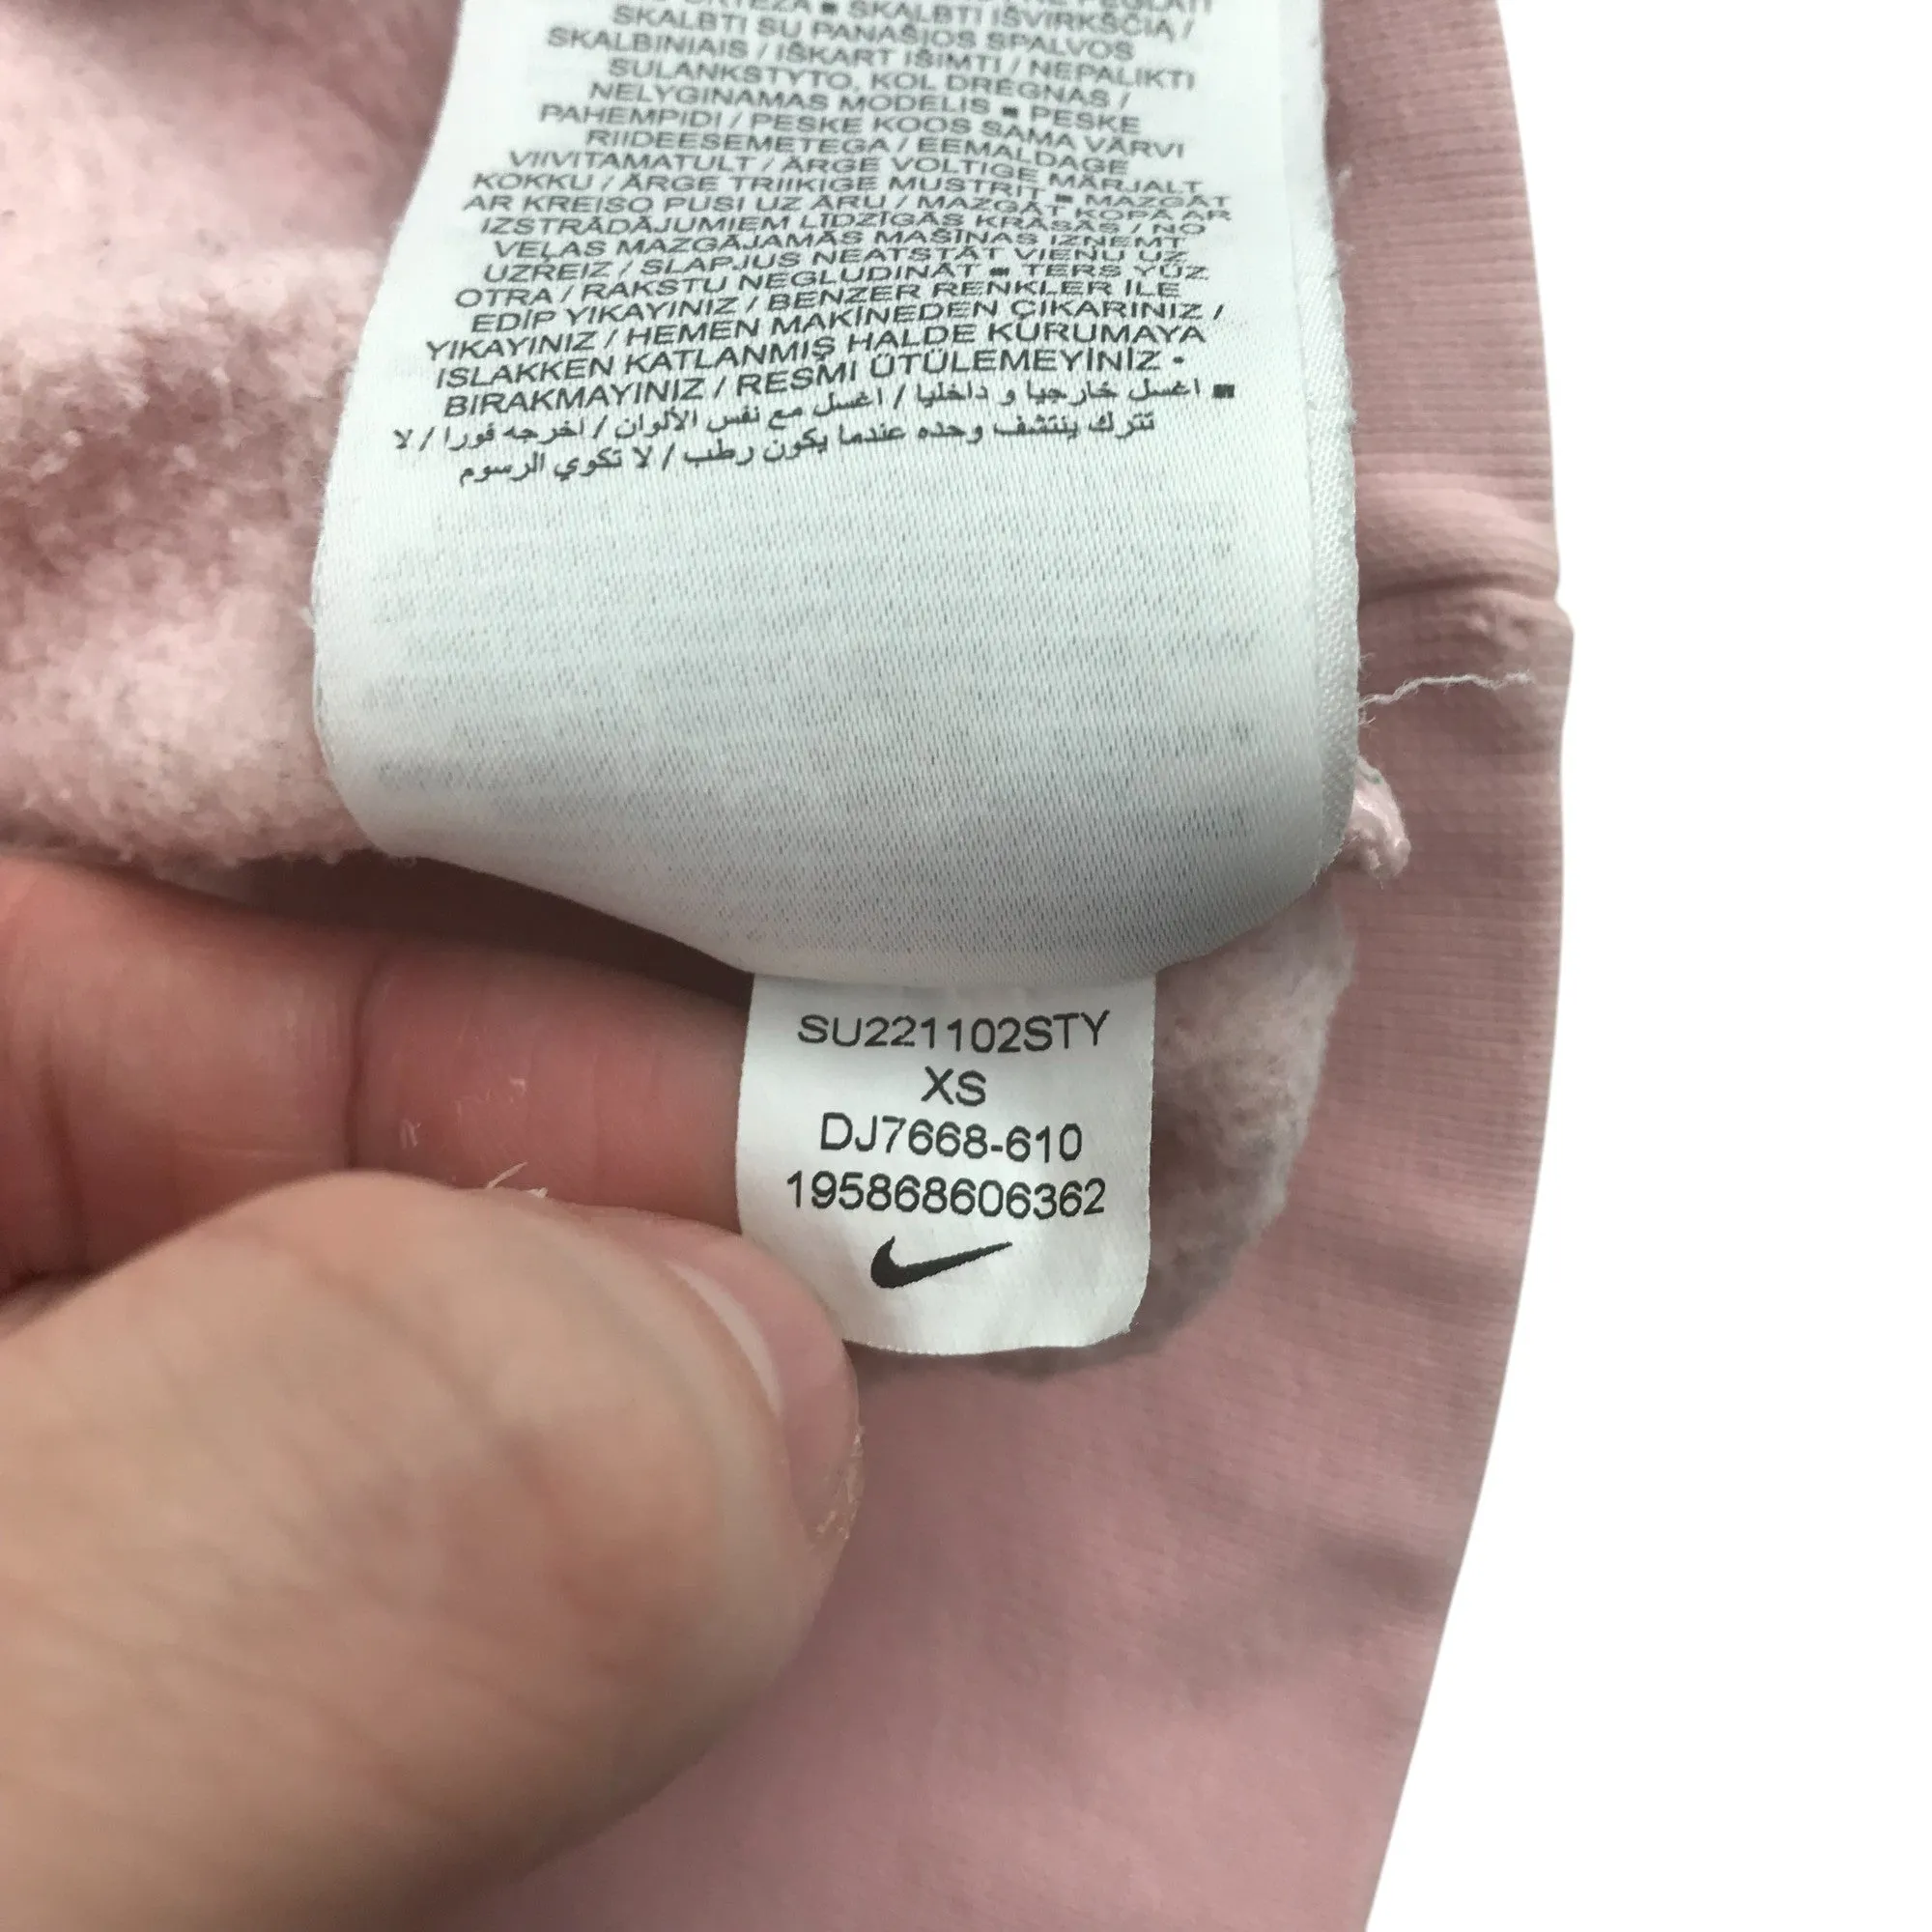 SKALBTI IŠVIRKŠČIĄ /
SKALBTI SU PANAŠIOS SPALVOS
SKALBINIAIS / IŠKART IŠIMTI / NEPALIKTI
SULANKSTYTO, KOL DRĖGNAS /
NELYGINAMAS MODELIS ▪ PESKE
PAHEMPIDI / PESKE KOOS SAMA VÄRVI
RIIDEESEMETEGA / EEMALDAGE
VIIVITAMATULT / ÄRGE VOLTIGE MÄRJALT
KOKKU / ÄRGE TRIIKIGE MUSTRIT ▪ MAZGĀT
AR KREISO PUSI UZ ĀRU / MAZGĀT KOPĀ AR
IZSTRĀDĀJUMIEM LĪDZĪGĀS KRĀSĀS / NO
VEĻAS MAZGĀJAMĀS MAŠĪNAS IZŅEMT
UZREIZ / SLAPJUS NEATSTĀT VIENU UZ
OTRA / RAKSTU NEGLUDINĀT ▪ TERS YÜZ
EDİP YIKAYINIZ / BENZER RENKLER İLE
YIKAYINIZ / HEMEN MAKİNEDEN ÇIKARINIZ /
ISLAKKEN KATLANMIŞ HALDE KURUMAYA
BIRAKMAYINIZ / RESMİ ÜTÜLEMEYİNİZ ▪
▪ اغسل خارجيا و داخليا / اغسل مع نفس الألوان / اخرجه فورا / لا
تترك ينتشف وحده عندما يكون رطب / لا تكوي الرسوم
SU221102STY
XS
DJ7668-610
195868606362